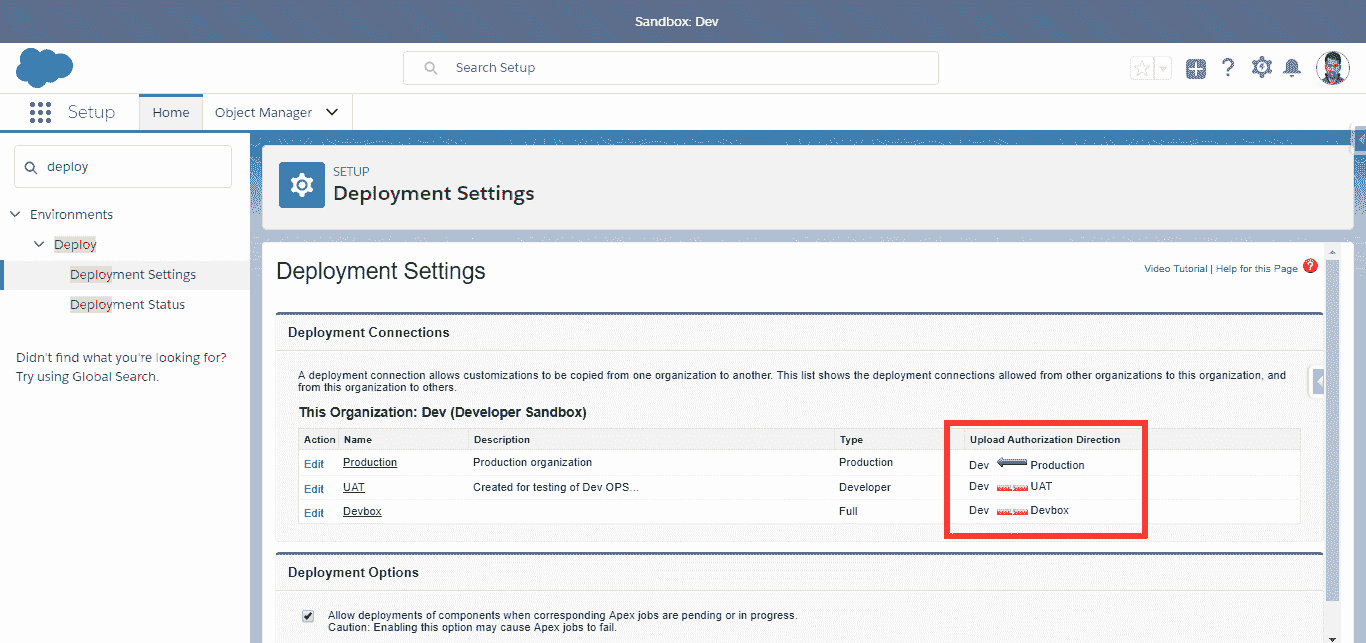 Sandbox: Dev
Search Setup
Setup
Home
Object Manager
deploy
Environments
Deploy
Deployment Settings
Deployment Status
Didn't find what you're looking for?
Try using Global Search.
SETUP
Deployment Settings
Deployment Settings
Video Tutorial | Help for this Page
Deployment Connections
A deployment connection allows customizations to be copied from one organization to another. This list shows the deployment connections allowed from other organizations to this organization, and
from this organization to others.
This Organization: Dev (Developer Sandbox)
Action Name Description Type Upload Authorization Direction
Edit Production Production organization Production Dev Production
Edit UAT Created for testing of Dev OPS... Developer Dev UAT
Edit Devbox Full Dev Devbox
Deployment Options
Allow deployments of components when corresponding Apex jobs are pending or in progress.
Caution: Enabling this option may cause Apex jobs to fail.